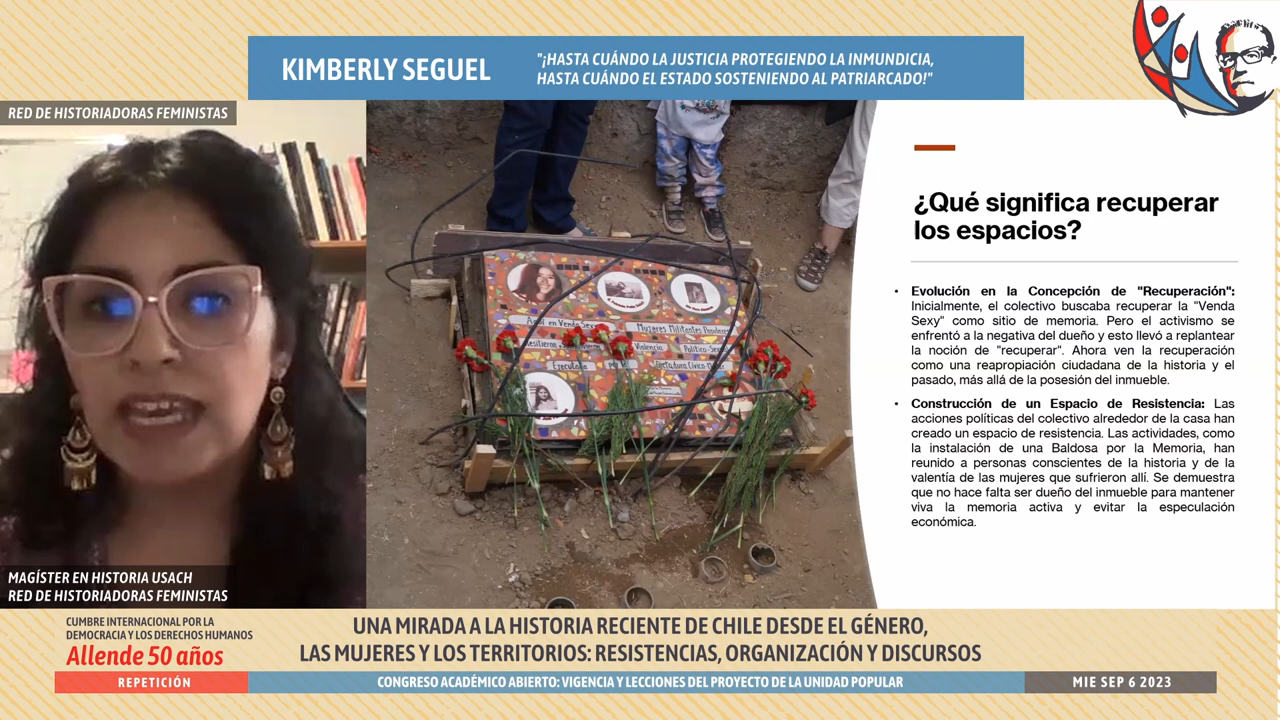 KIMBERLY SEGUEL
"¡HASTA CUÁNDO LA JUSTICIA PROTEGIENDO LA INMUNDICIA,
HASTA CUÁNDO EL ESTADO SOSTENIENDO AL PATRIARCADO!"
RED DE HISTORIADORAS FEMINISTAS
¿Qué significa recuperar
los espacios?
• Evolución en la Concepción de "Recuperación":
Inicialmente, el colectivo buscaba recuperar la "Venda
Sexy" como sitio de memoria. Pero el activismo se
enfrentó a la negativa del dueño y esto llevó a replantear
la noción de "recuperar". Ahora ven la recuperación
como una reapropiación ciudadana de la historia y el
pasado, más allá de la posesión del inmueble.
• Construcción de un Espacio de Resistencia: Las
acciones políticas del colectivo alrededor de la casa han
creado un espacio de resistencia. Las actividades, como
la instalación de una Baldosa por la Memoria, han
reunido a personas conscientes de la historia y de la
valentía de las mujeres que sufrieron allí. Se demuestra
que no hace falta ser dueño del inmueble para mantener
viva la memoria activa y evitar la especulación
económica.
Aquí en Venda Sexy
Mujeres Militantes
Violencia Político-Sexual
MAGÍSTER EN HISTORIA USACH
RED DE HISTORIADORAS FEMINISTAS
CUMBRE INTERNACIONAL POR LA
DEMOCRACIA Y LOS DERECHOS HUMANOS
Allende 50 años
UNA MIRADA A LA HISTORIA RECIENTE DE CHILE DESDE EL GÉNERO,
LAS MUJERES Y LOS TERRITORIOS: RESISTENCIAS, ORGANIZACIÓN Y DISCURSOS
REPETICIÓN
CONGRESO ACADÉMICO ABIERTO: VIGENCIA Y LECCIONES DEL PROYECTO DE LA UNIDAD POPULAR
MIE SEP 6 2023